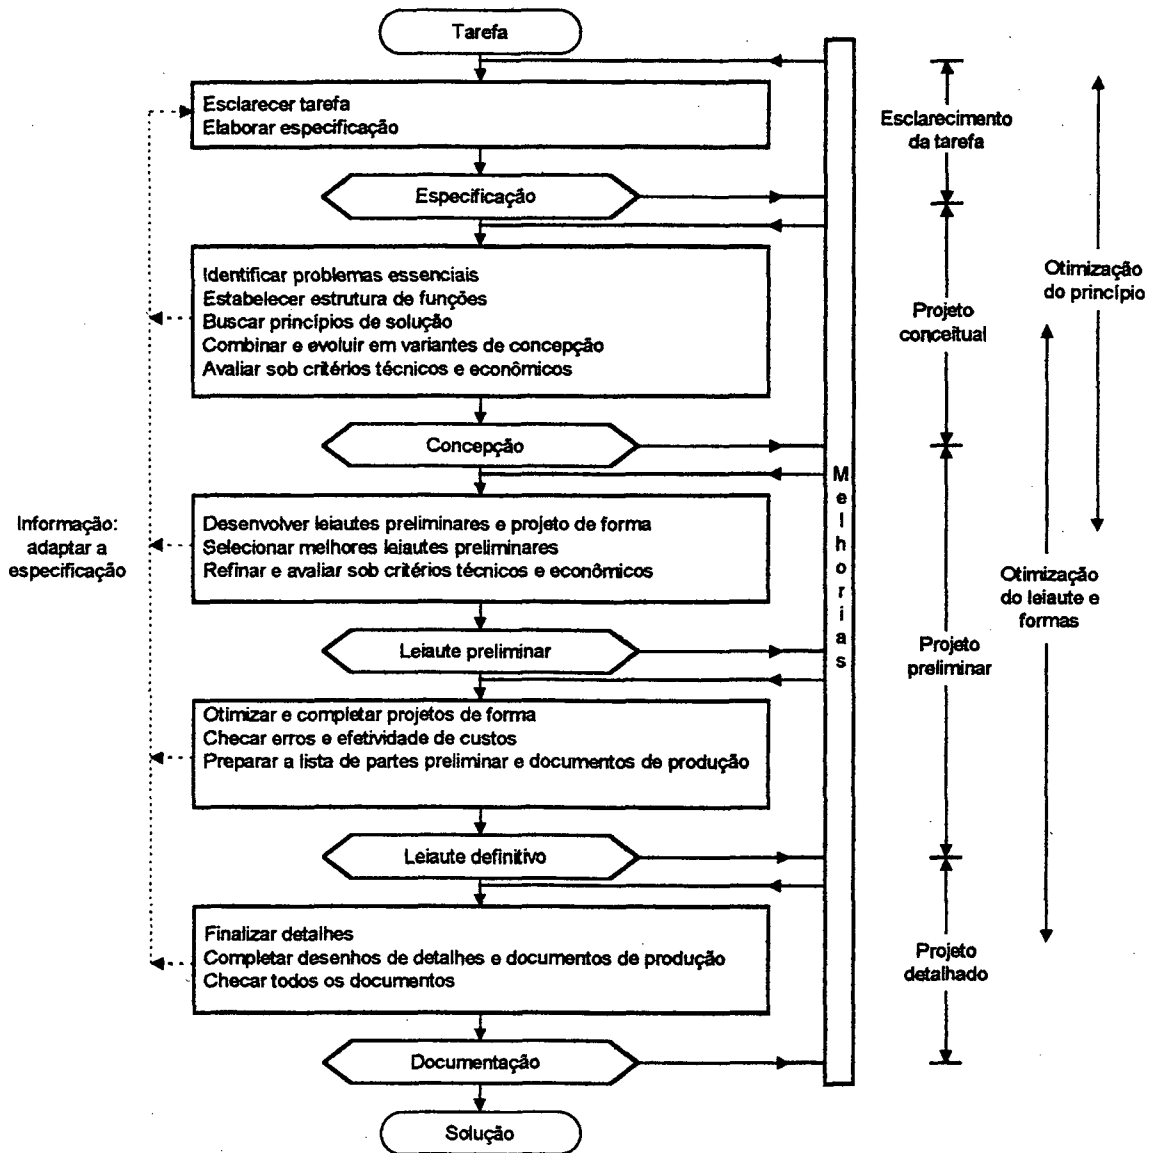 Tarefa
Esclarecer tarefa
Elaborar especificação
Esclarecimento
da tarefa
Especificação
Identificar problemas essenciais
Estabelecer estrutura de funções
Buscar princípios de solução
Combinar e evoluir em variantes de concepção
Avaliar sob critérios técnicos e econômicos
Otimização
do princípio
Projeto
conceitual
Concepção
Melhorias
Informação:
adaptar a
especificação
Desenvolver leiautes preliminares e projeto de forma
Selecionar melhores leiautes preliminares
Refinar e avaliar sob critérios técnicos e econômicos
Otimização
do leiaute e
formas
Leiaute preliminar
Projeto
preliminar
Otimizar e completar projetos de forma
Checar erros e efetividade de custos
Preparar a lista de partes preliminar e documentos de produção
Leiaute definitivo
Finalizar detalhes
Completar desenhos de detalhes e documentos de produção
Checar todos os documentos
Projeto
detalhado
Documentação
Solução